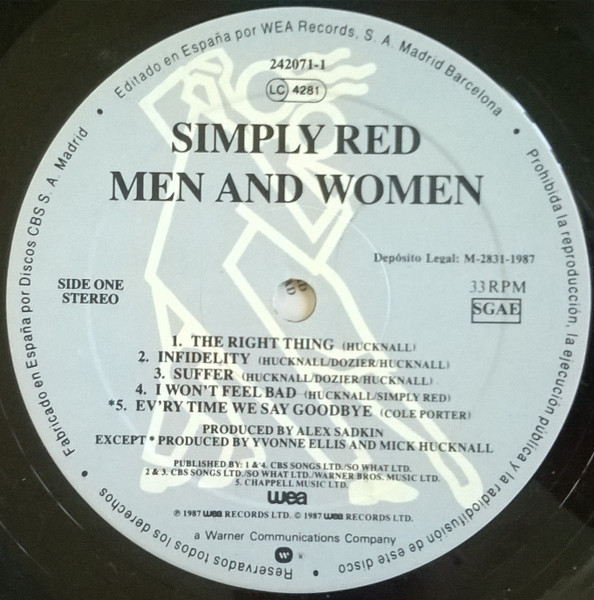 Editado en España por WEA Records, S. A. Madrid Barcelona
Prohibida la reproducción, la ejecución pública y la radiodifusión de este disco
Reservados todos los derechos
Fabricado en España por Discos CBS S. A. Madrid
242071-1
LC 4281
SIMPLY RED
MEN AND WOMEN
Depósito Legal: M-2831-1987
SIDE ONE
STEREO
33 RPM
SGAE
1. THE RIGHT THING (HUCKNALL)
2. INFIDELITY (HUCKNALL/DOZIER/HUCKNALL)
3. SUFFER (HUCKNALL/DOZIER/HUCKNALL)
4. I WON'T FEEL BAD (HUCKNALL/SIMPLY RED)
*5. EV'RY TIME WE SAY GOODBYE (COLE PORTER)
PRODUCED BY ALEX SADKIN
EXCEPT * PRODUCED BY YVONNE ELLIS AND MICK HUCKNALL
PUBLISHED BY: 1 & 4. CBS SONGS LTD./SO WHAT LTD.
2 & 3. CBS SONGS LTD./SO WHAT LTD./WARNER BROS. MUSIC LTD.
5. CHAPPELL MUSIC LTD.
wea
℗ 1987 wea RECORDS LTD. © 1987 wea RECORDS LTD.
a Warner Communications Company